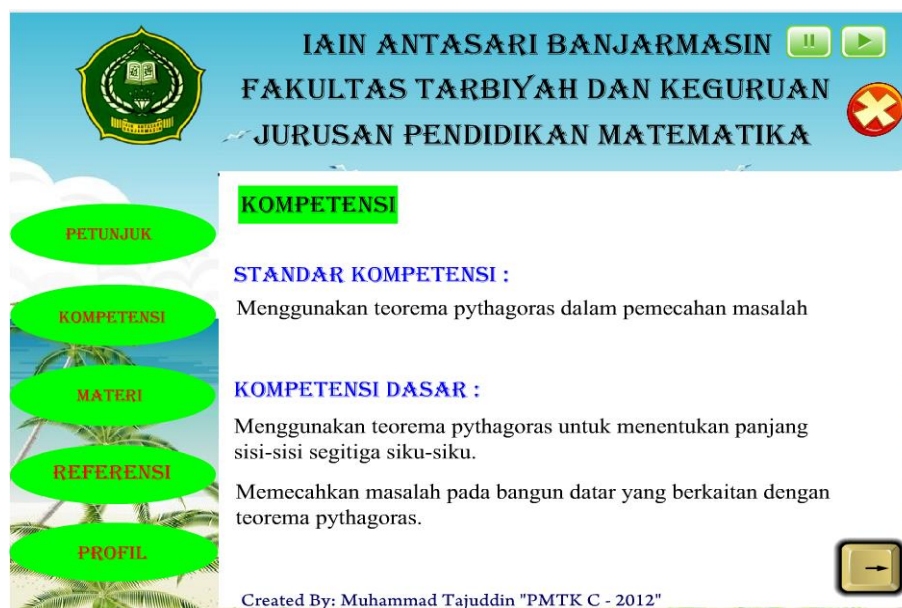 IAIN ANTASARI BANJARMASIN
FAKULTAS TARBIYAH DAN KEGURUAN
JURUSAN PENDIDIKAN MATEMATIKA
PETUNJUK
KOMPETENSI
MATERI
REFERENSI
PROFIL
KOMPETENSI
STANDAR KOMPETENSI :
Menggunakan teorema pythagoras dalam pemecahan masalah
KOMPETENSI DASAR :
Menggunakan teorema pythagoras untuk menentukan panjang
sisi-sisi segitiga siku-siku.
Memecahkan masalah pada bangun datar yang berkaitan dengan
teorema pythagoras.
Created By: Muhammad Tajuddin "PMTK C - 2012"